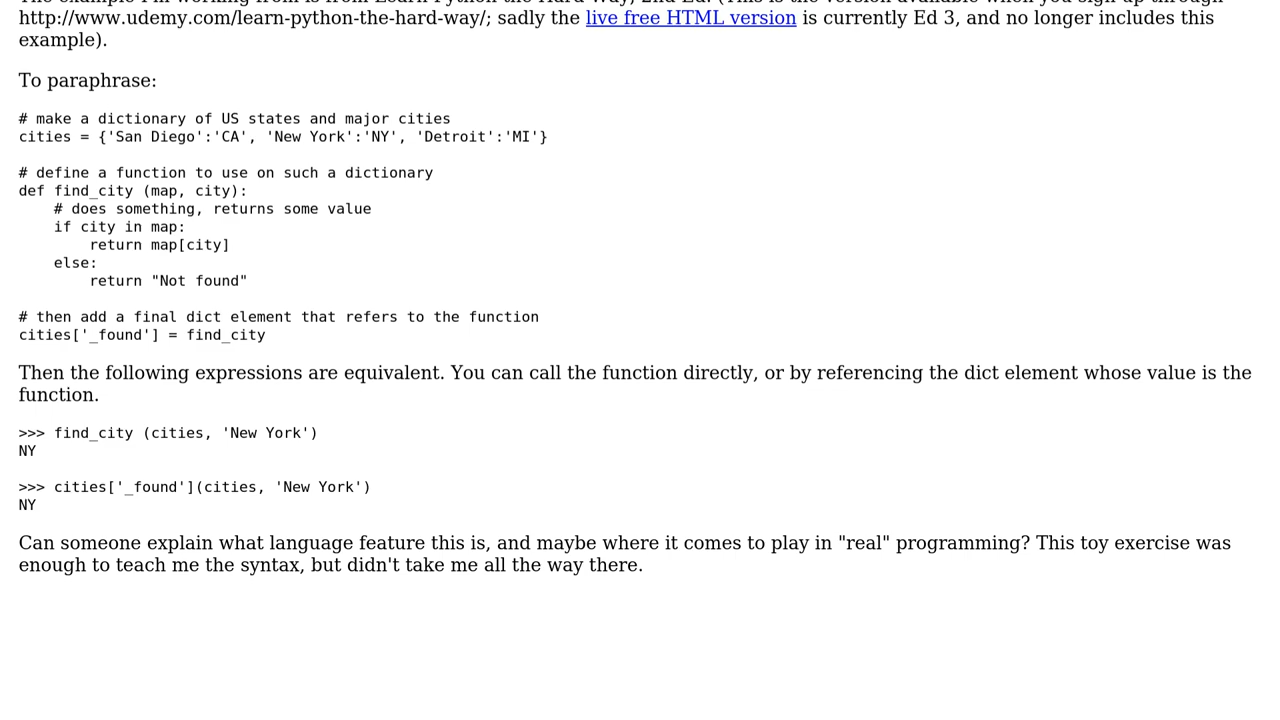 http://www.udemy.com/learn-python-the-hard-way/; sadly the live free HTML version is currently Ed 3, and no longer includes this
example).
To paraphrase:
# make a dictionary of US states and major cities
cities = {'San Diego':'CA', 'New York':'NY', 'Detroit':'MI'}
# define a function to use on such a dictionary
def find_city (map, city):
    # does something, returns some value
    if city in map:
        return map[city]
    else:
        return "Not found"
# then add a final dict element that refers to the function
cities['_found'] = find_city
Then the following expressions are equivalent. You can call the function directly, or by referencing the dict element whose value is the
function.
>>> find_city (cities, 'New York')
NY
>>> cities['_found'](cities, 'New York')
NY
Can someone explain what language feature this is, and maybe where it comes to play in "real" programming? This toy exercise was
enough to teach me the syntax, but didn't take me all the way there.